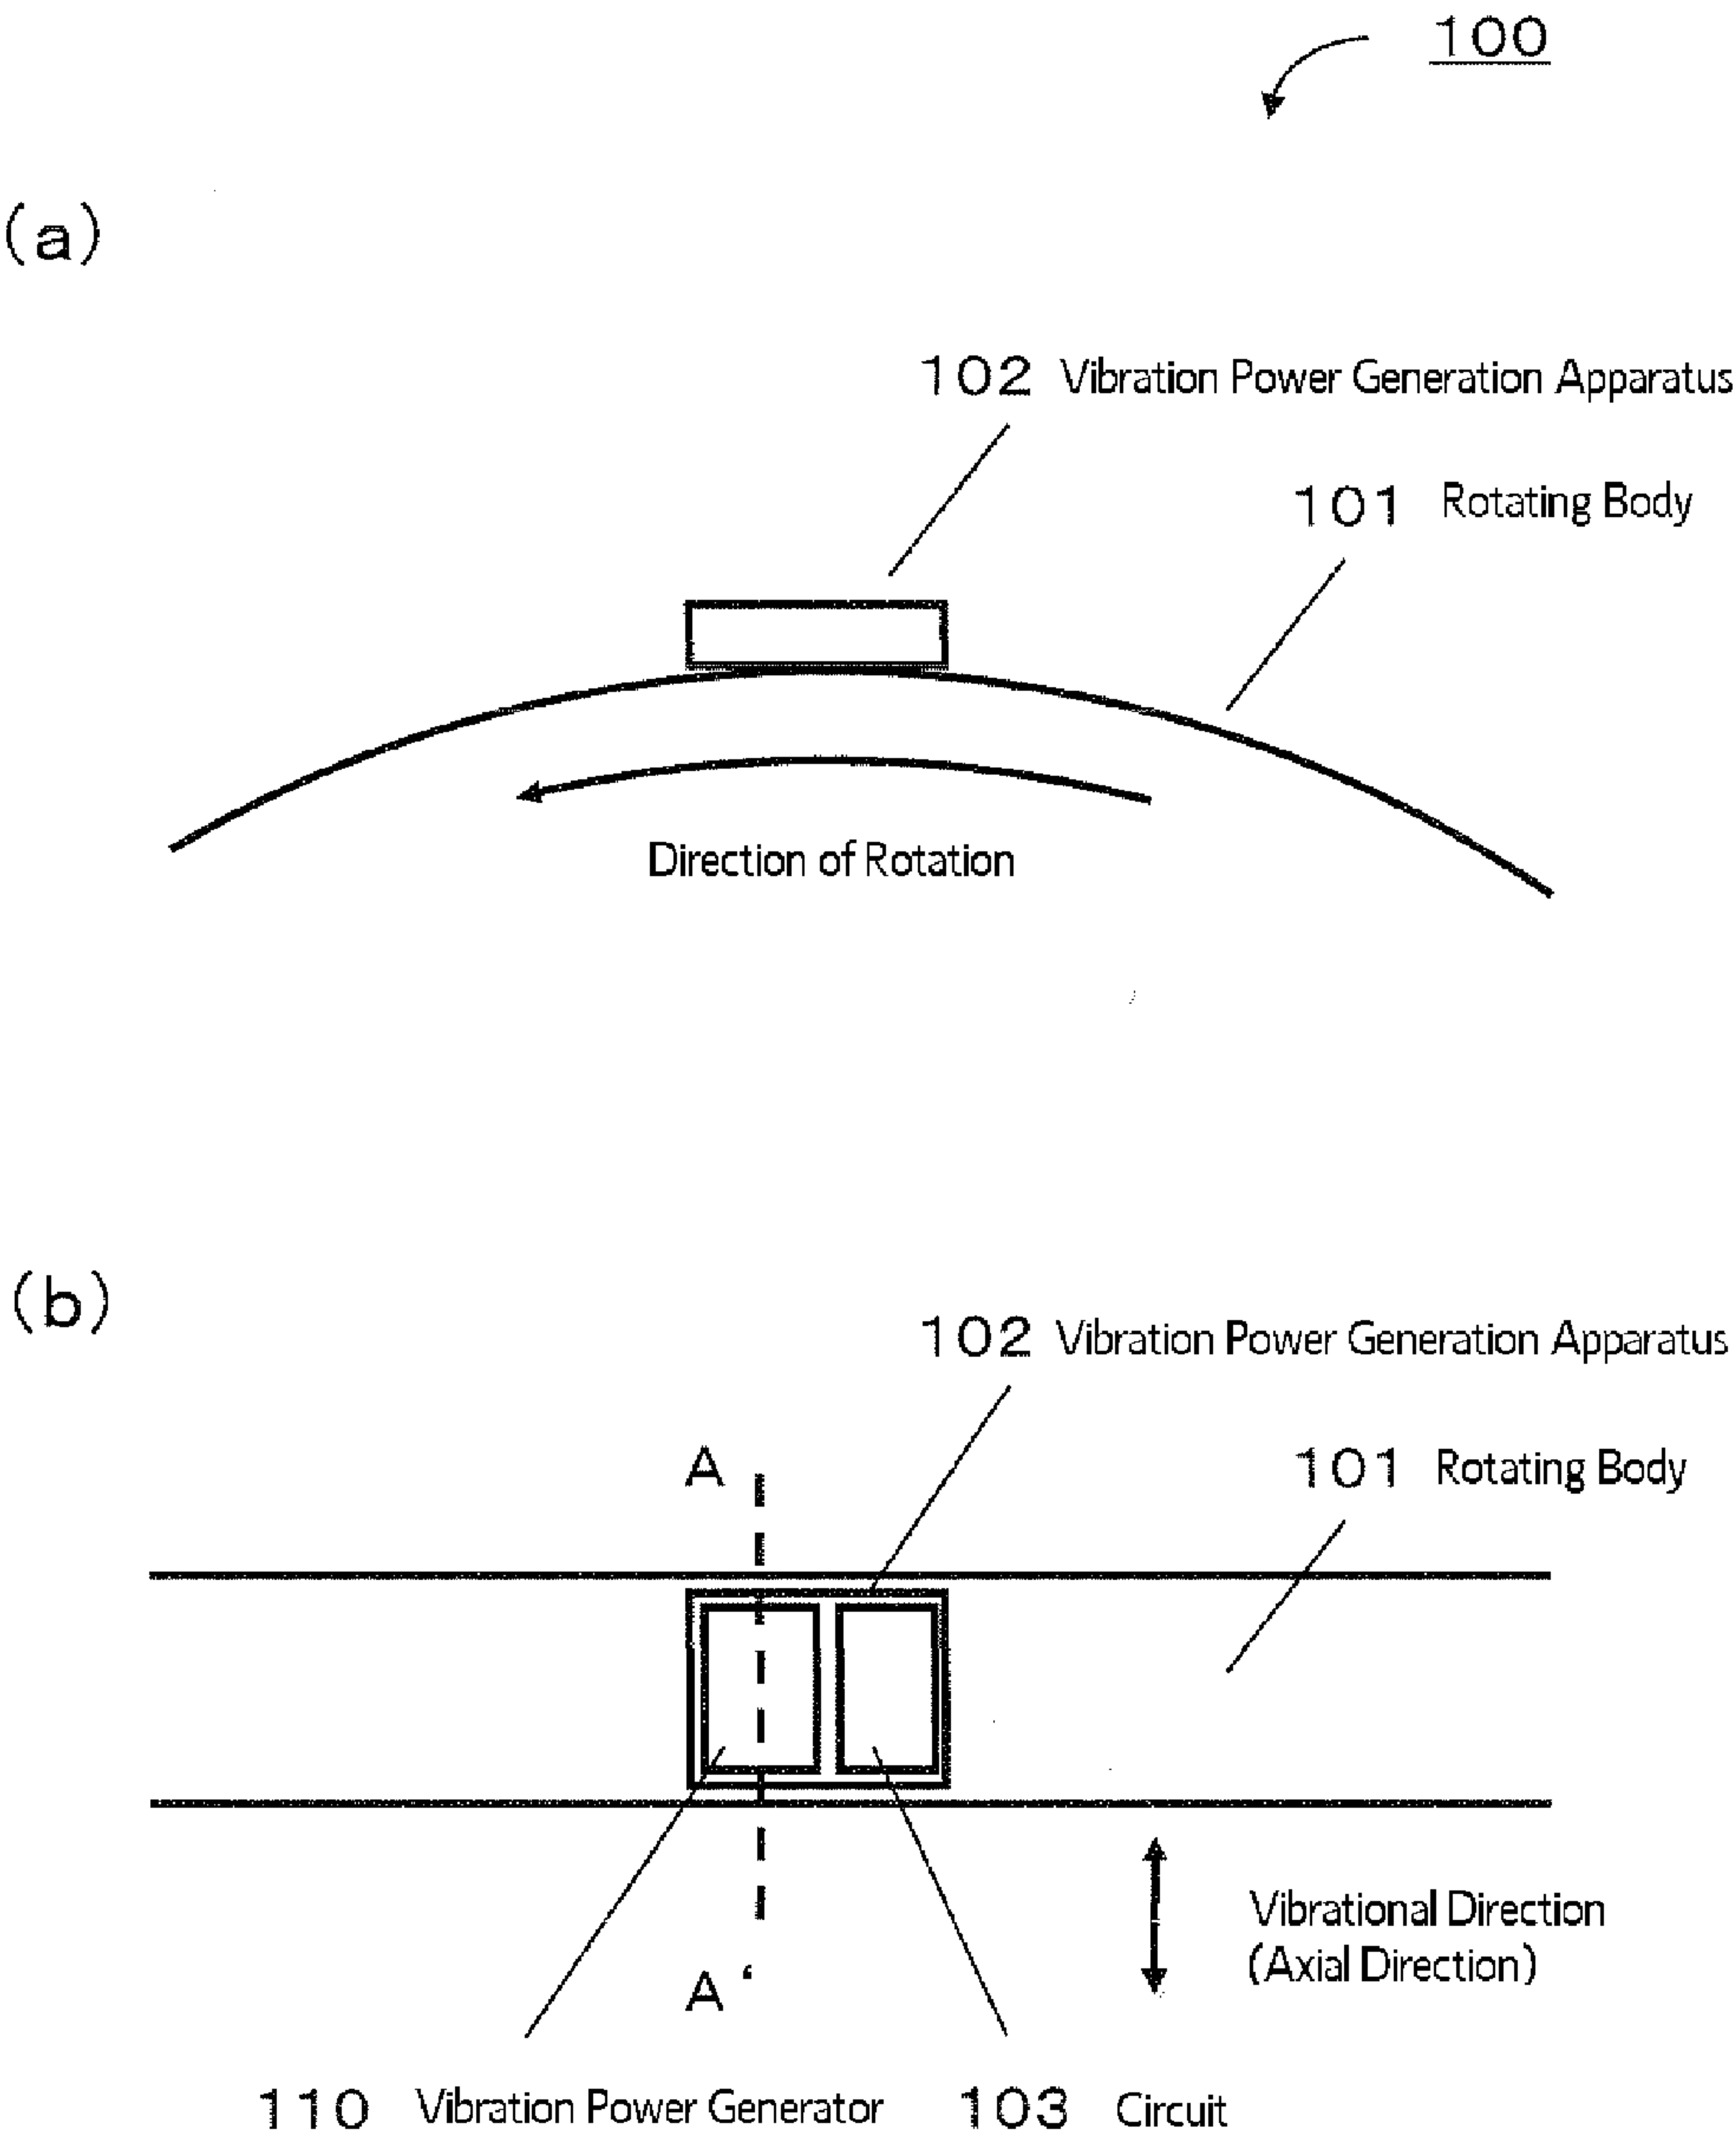 100
(a)
102 Vibration Power Generation Apparatus
101 Rotating Body
Direction of Rotation
(b)
102 Vibration Power Generation Apparatus
A
101 Rotating Body
Vibrational Direction
(Axial Direction)
A‘
110 Vibration Power Generator
103 Circuit